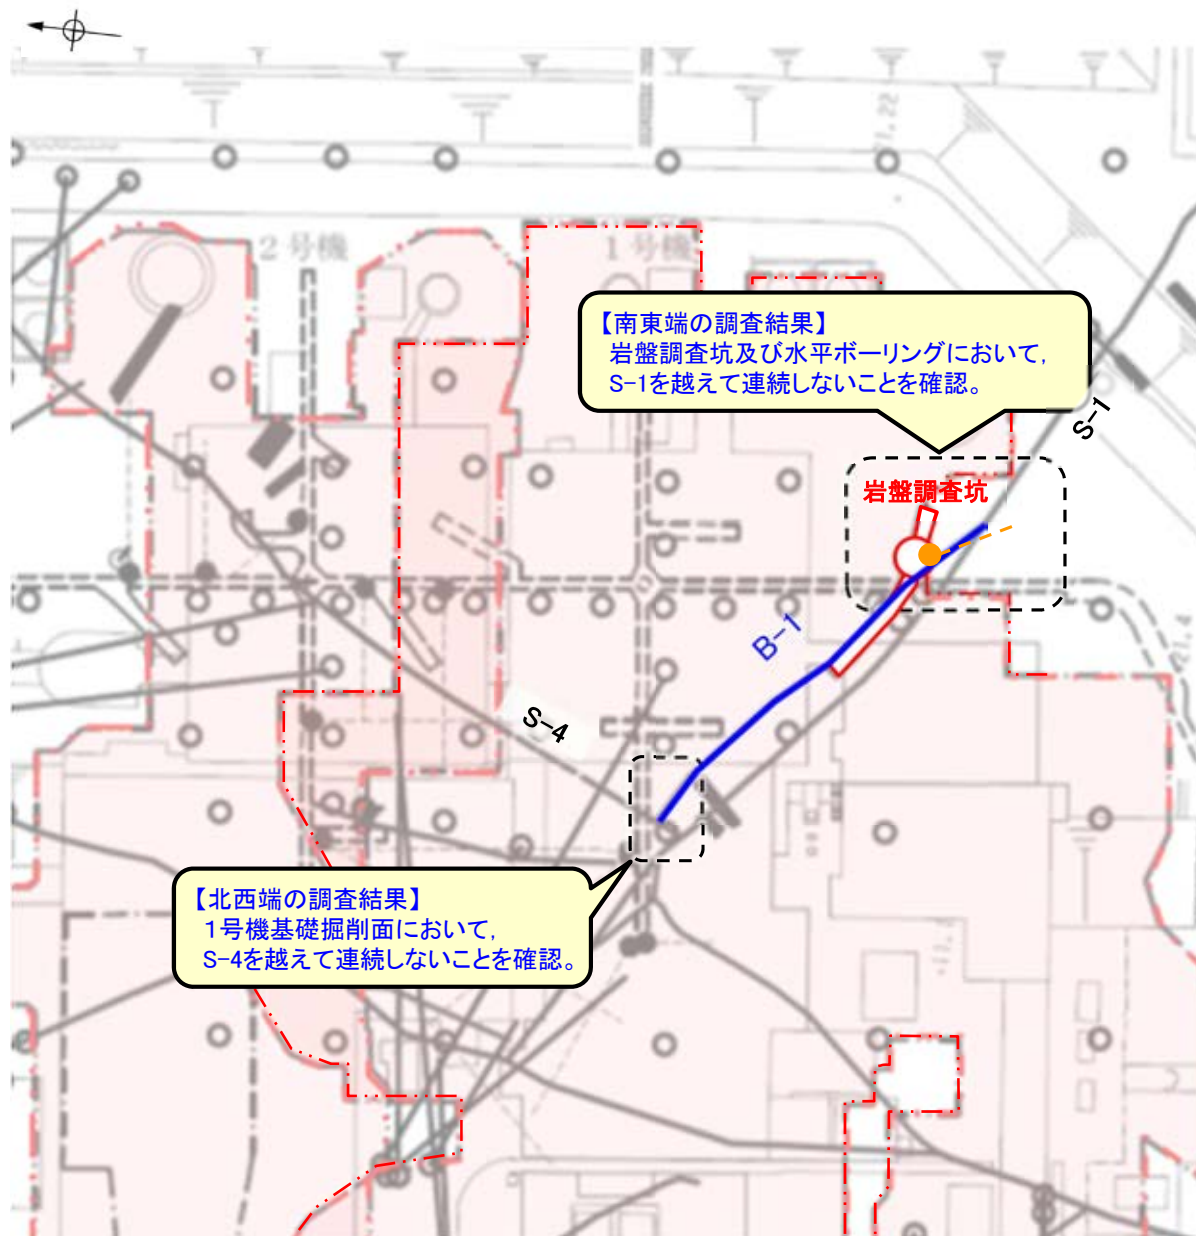 2号機
1号機
27.22
【南東端の調査結果】
岩盤調査坑及び水平ボーリングにおいて,
S-1を越えて連続しないことを確認。
S-1
岩盤調査坑
B-1
S-4
【北西端の調査結果】
1号機基礎掘削面において,
S-4を越えて連続しないことを確認。